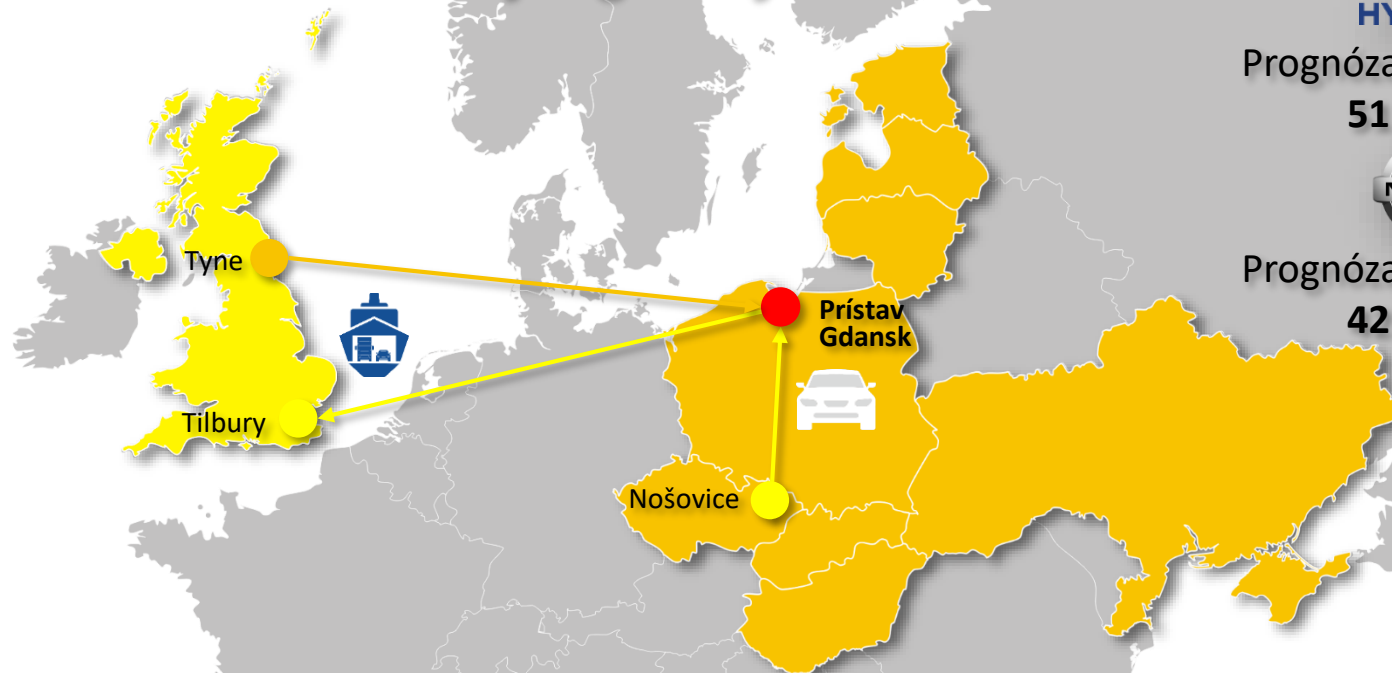 HY
Prognóza
51
Prognóza
42
Tyne
Prístav
Gdansk
Tilbury
Nošovice